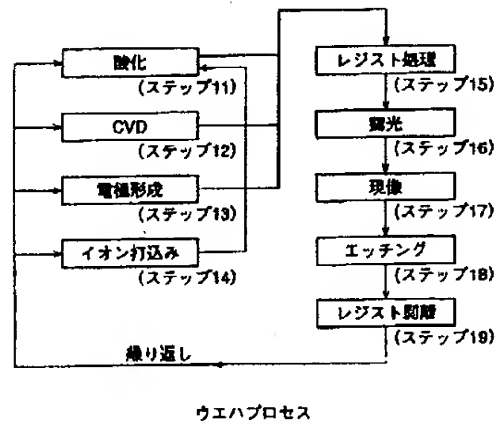 酸化
(ステップ11)
CVD
(ステップ12)
電極形成
(ステップ13)
イオン打込み
(ステップ14)
レジスト処理
(ステップ15)
露光
(ステップ16)
現像
(ステップ17)
エッチング
(ステップ18)
レジスト剥離
(ステップ19)
繰り返し
ウエハプロセス